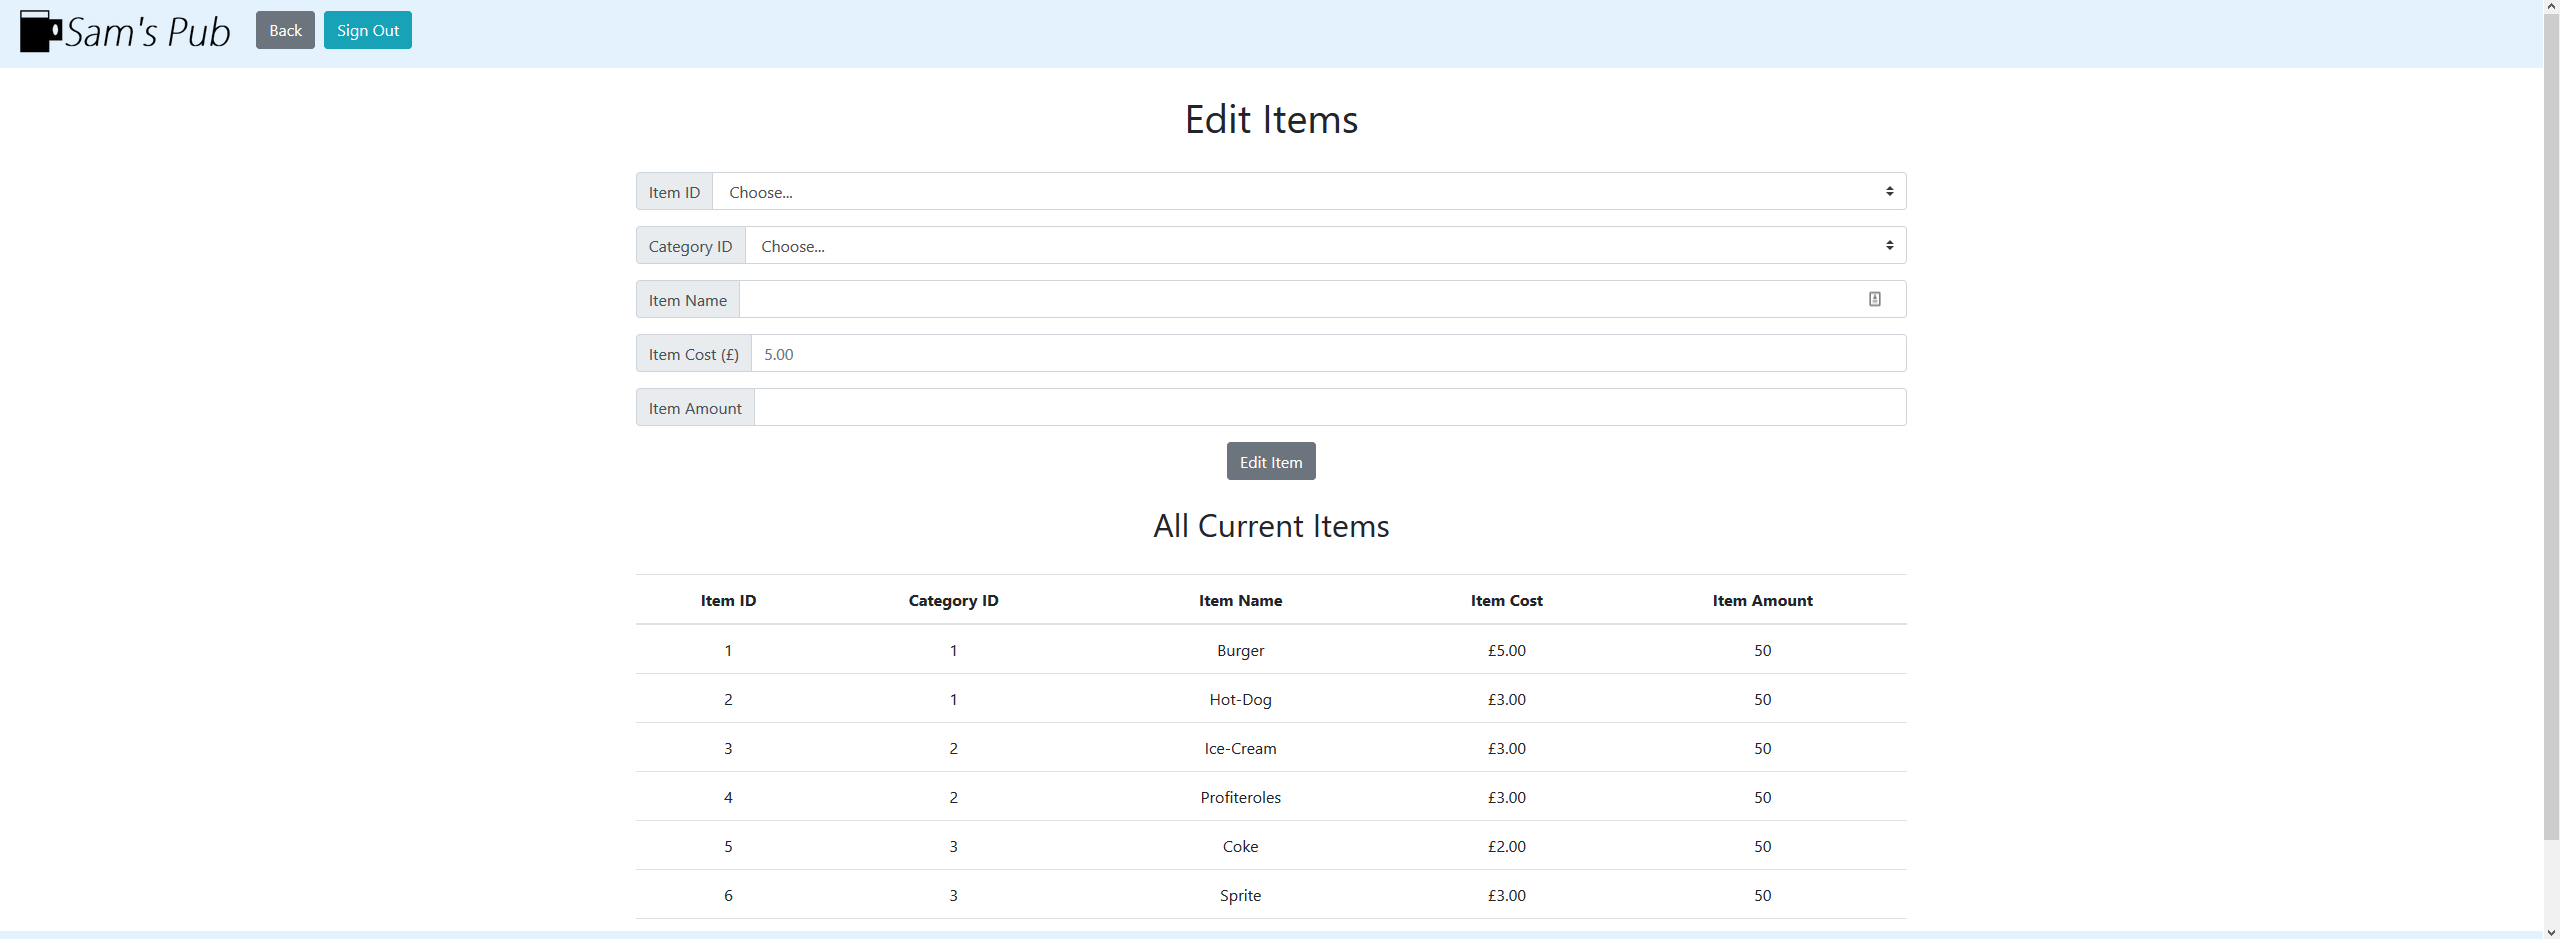 Sam's Pub Back Sign Out
Edit Items
Item ID Choose...
Category ID Choose...
Item Name
Item Cost (£) 5.00
Item Amount
Edit Item
All Current Items
Item ID Category ID Item Name Item Cost Item Amount
1 1 Burger £5.00 50
2 1 Hot-Dog £3.00 50
3 2 Ice-Cream £3.00 50
4 2 Profiteroles £3.00 50
5 3 Coke £2.00 50
6 3 Sprite £3.00 50